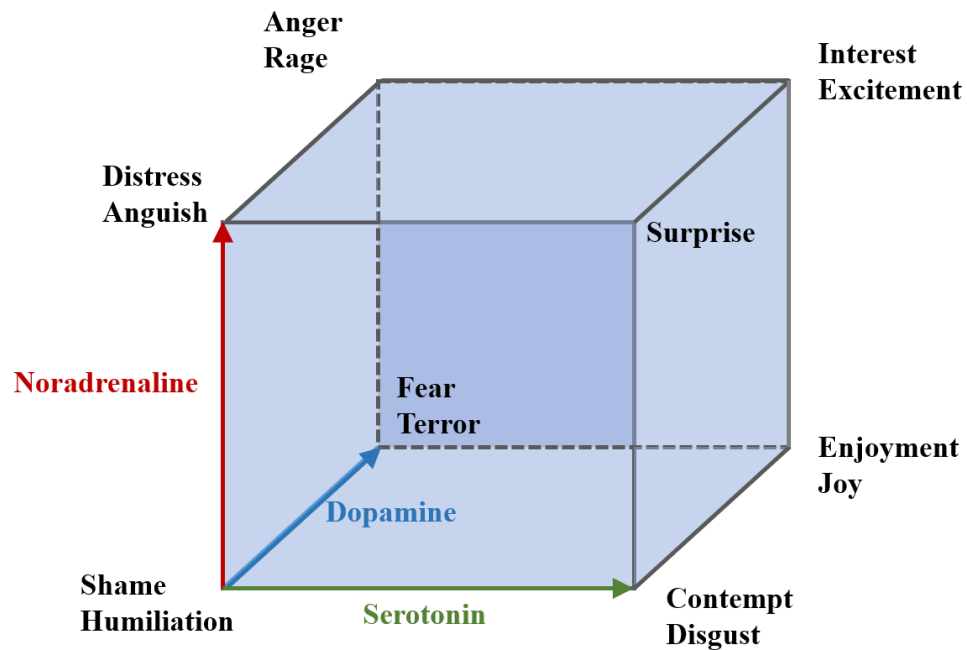 Anger
Rage
Interest
Excitement
Distress
Anguish
Surprise
Noradrenaline
Fear
Terror
Enjoyment
Joy
Dopamine
Shame
Humiliation
Serotonin
Contempt
Disgust